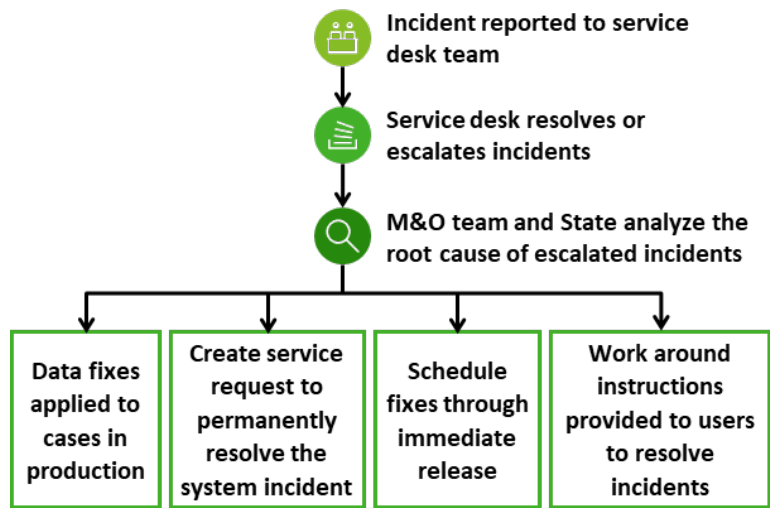 Incident reported to service
desk team
Service desk resolves or
escalates incidents
M&O team and State analyze the
root cause of escalated incidents
Data fixes
applied to
cases in
production
Create service
request to
permanently
resolve the
system incident
Schedule
fixes through
immediate
release
Work around
instructions
provided to users
to resolve
incidents